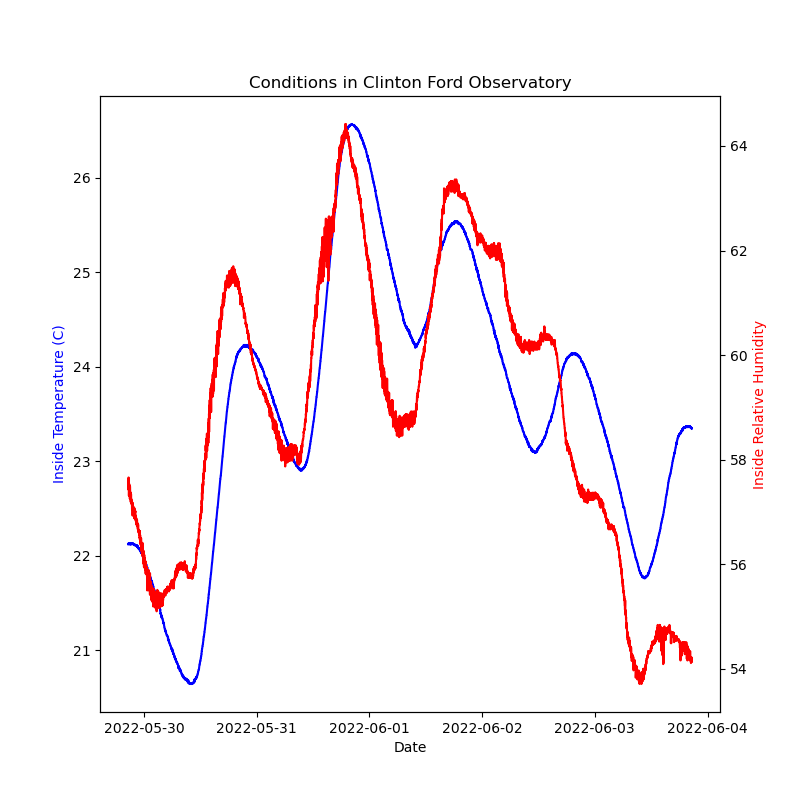 Conditions in Clinton Ford Observatory
Inside Temperature (C)
26
25
24
23
22
21
64
62
60
58
56
54
Inside Relative Humidity
2022-05-30 2022-05-31 2022-06-01 2022-06-02 2022-06-03 2022-06-04
Date